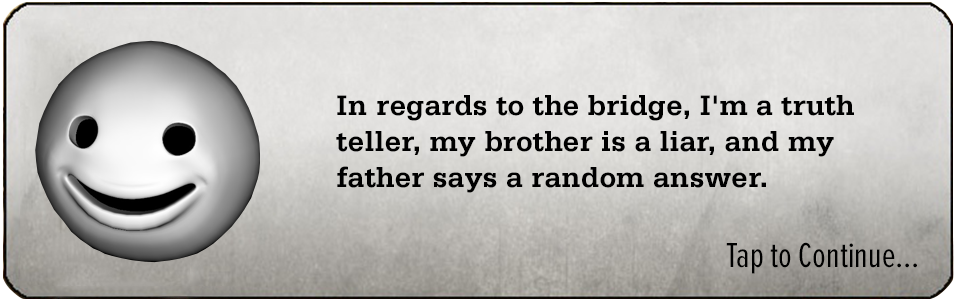 In regards to the bridge, I'm a truth
teller, my brother is a liar, and my
father says a random answer.
Tap to Continue...